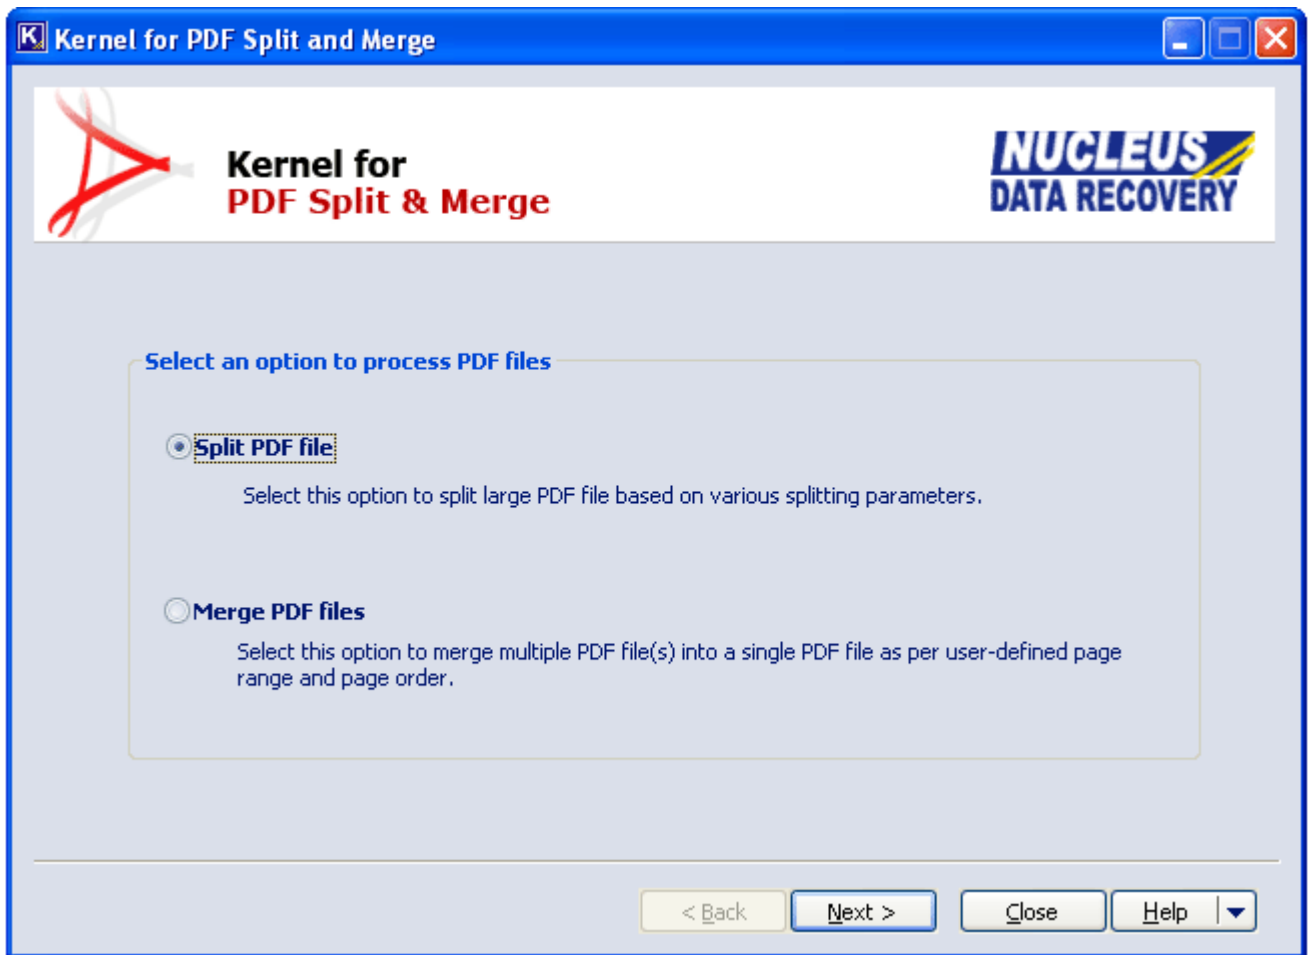 Kernel for PDF Split and Merge
Kernel for
PDF Split & Merge
NUCLEUS
DATA RECOVERY
Select an option to process PDF files
Split PDF file
Select this option to split large PDF file based on various splitting parameters.
Merge PDF files
Select this option to merge multiple PDF file(s) into a single PDF file as per user-defined page
range and page order.
< Back
Next >
Close
Help